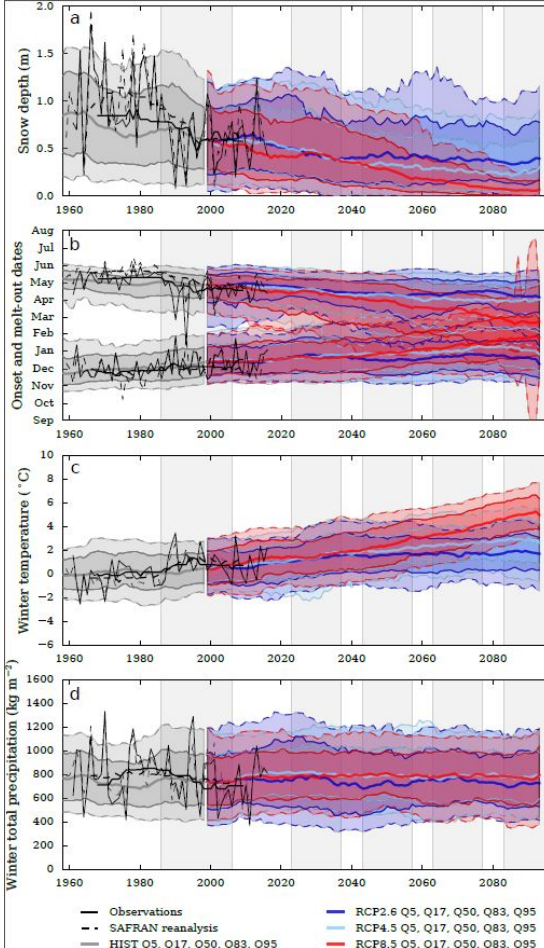 a
Snow depth (m)
2.0
1.5
1.0
0.5
0.0
1960 1980 2000 2020 2040 2060 2080
b
Onset and melt-out dates
Aug
Jul
Jun
May
Apr
Mar
Feb
Jan
Dec
Nov
Oct
Sep
1960 1980 2000 2020 2040 2060 2080
c
Winter temperature (°C)
8
6
4
2
0
−2
−4
−6
1960 1980 2000 2020 2040 2060 2080
d
Winter total precipitation (kg m⁻²)
1600
1400
1200
1000
800
600
400
200
0
1960 1980 2000 2020 2040 2060 2080
Observations
SAFRAN reanalysis
HIST Q5, Q17, Q50, Q83, Q95
RCP2.6 Q5, Q17, Q50, Q83, Q95
RCP4.5 Q5, Q17, Q50, Q83, Q95
RCP8.5 Q5, Q17, Q50, Q83, Q95